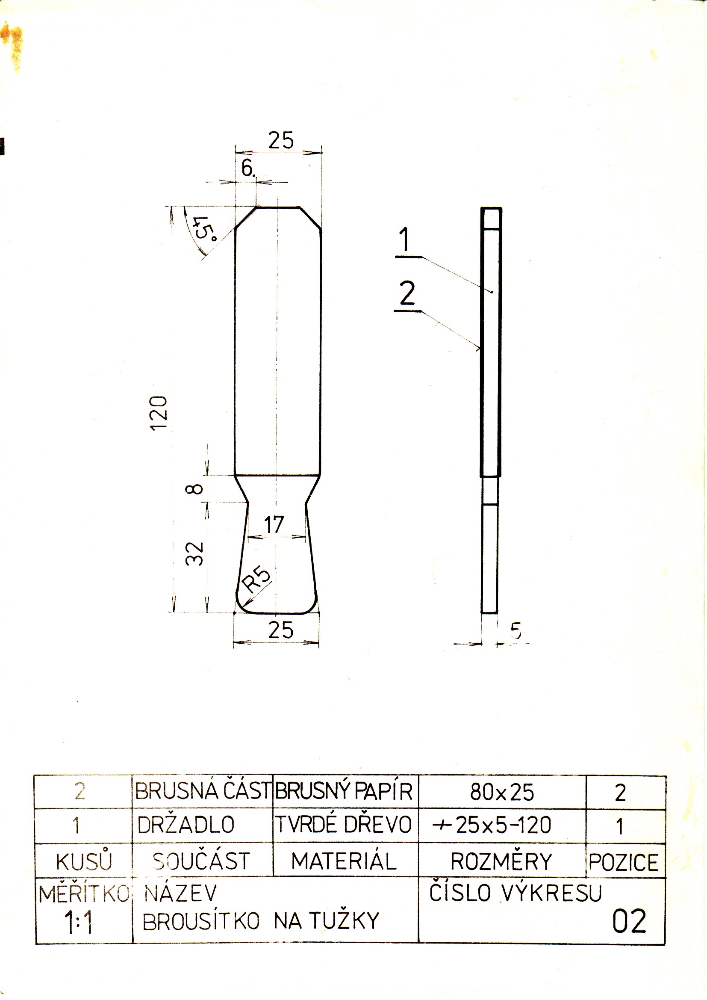 25
6
45°
1
2
120
8
17
32
R5
25
5
2 BRUSNÁ ČÁST BRUSNÝ PAPÍR 80x25 2
1 DRŽADLO TVRDÉ DŘEVO 25x5-120 1
KUSŮ SOUČÁST MATERIÁL ROZMĚRY POZICE
MĚŘÍTKO NÁZEV ČÍSLO VÝKRESU
1:1 BROUSÍTKO NA TUŽKY 02